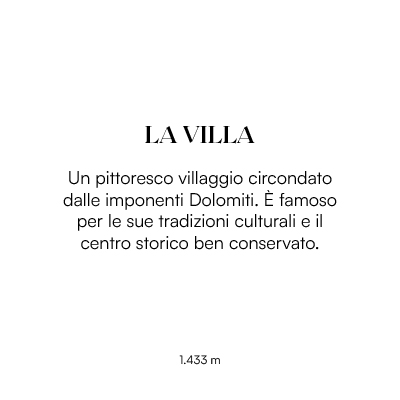 LA VILLA
Un pittoresco villaggio circondato
dalle imponenti Dolomiti. È famoso
per le sue tradizioni culturali e il
centro storico ben conservato.
1.433 m